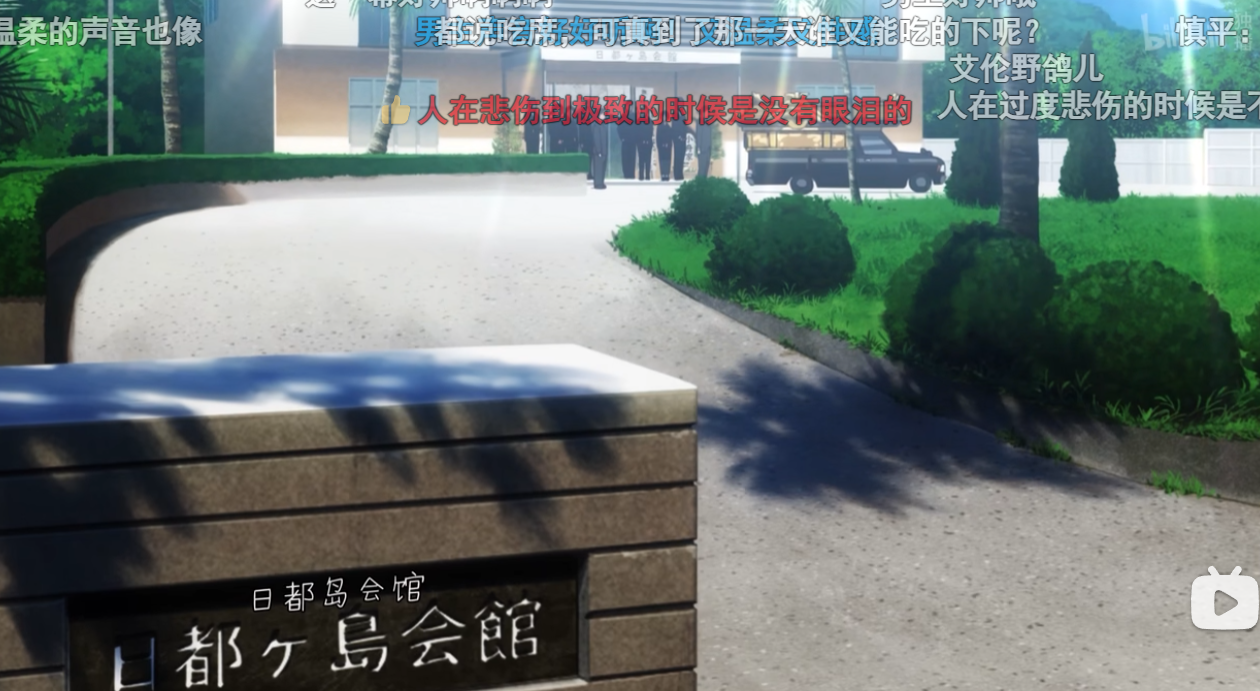 温柔的声音也像
都说吃席，可真到了那一天谁又能吃的下呢？
慎平：
日都ケ島会館
艾伦野鸽儿
人在悲伤到极致的时候是没有眼泪的
人在过度悲伤的时候是
日都岛会馆
日都ヶ島会館